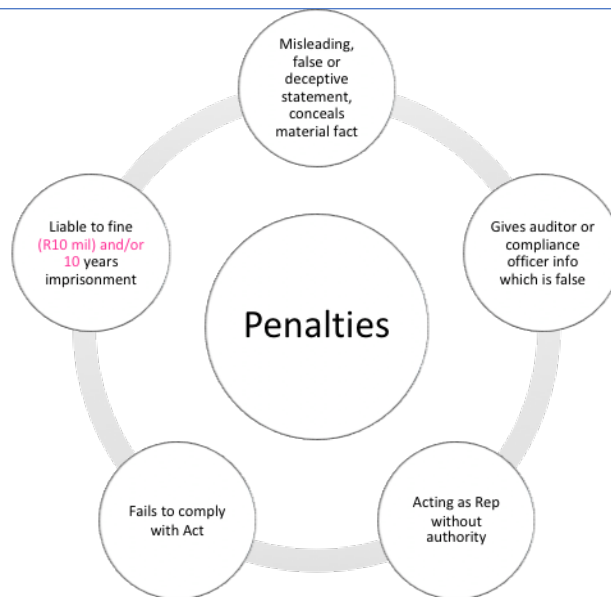 Misleading,
false or
deceptive
statement,
conceals
material fact
Gives auditor or
compliance
officer info
which is false
Acting as Rep
without
authority
Fails to comply
with Act
Liable to fine
(R10 mil) and/or
10 years
imprisonment
Penalties